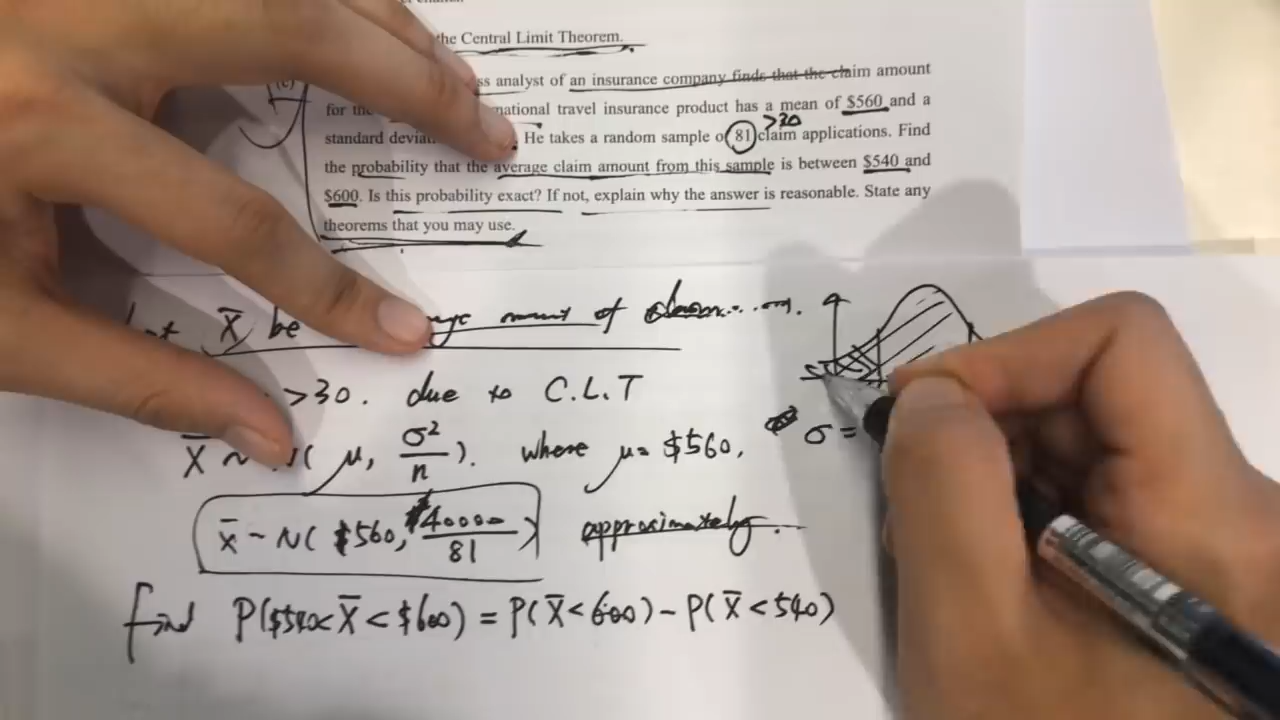 the Central Limit Theorem.
analyst of an insurance company finds that the claim amount
for national travel insurance product has a mean of $560 and a
>30
standard He takes a random sample 81 claim applications. Find
the probability that the average claim amount from this sample is between $540 and
$600. Is this probability exact? If not, explain why the answer is reasonable. State any
theorems that you may use.
X̄ be amount of
>30. due to C.L.T
X̄ ~ N( μ, σ²/n ). where μ = $560, σ =
X̄ ~ N( $560, 40000/81 ) approximately.
find P($540 < X̄ < $600) = P(X̄ < 600) - P(X̄ < 540)